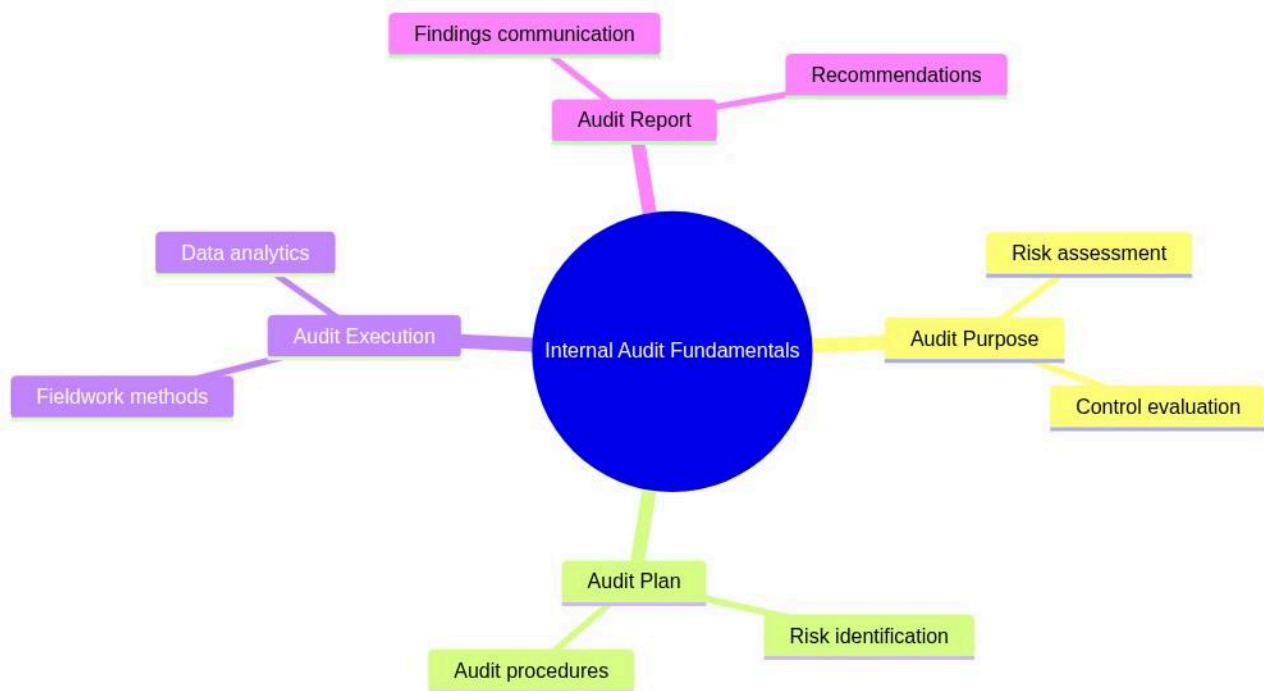 Findings communication
Recommendations
Audit Report
Data analytics
Risk assessment
Audit Execution
Audit Purpose
Internal Audit Fundamentals
Fieldwork methods
Control evaluation
Audit Plan
Risk identification
Audit procedures